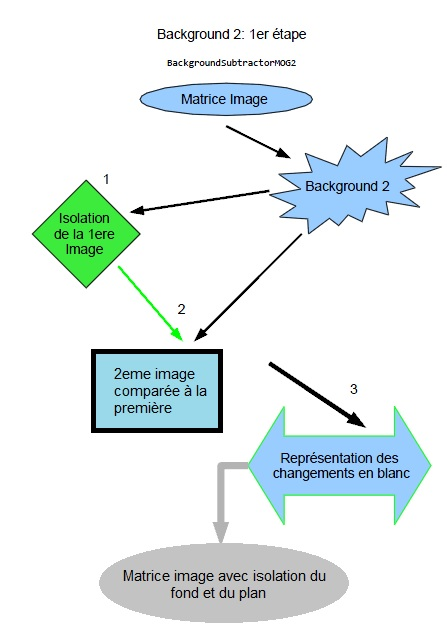 Background 2: 1er étape
BackgroundSubtractorMOG2
Matrice Image
Background 2
1
Isolation
de la 1ere
Image
2
2eme image
comparée à la
première
3
Représentation des
changements en blanc
Matrice image avec isolation du
fond et du plan